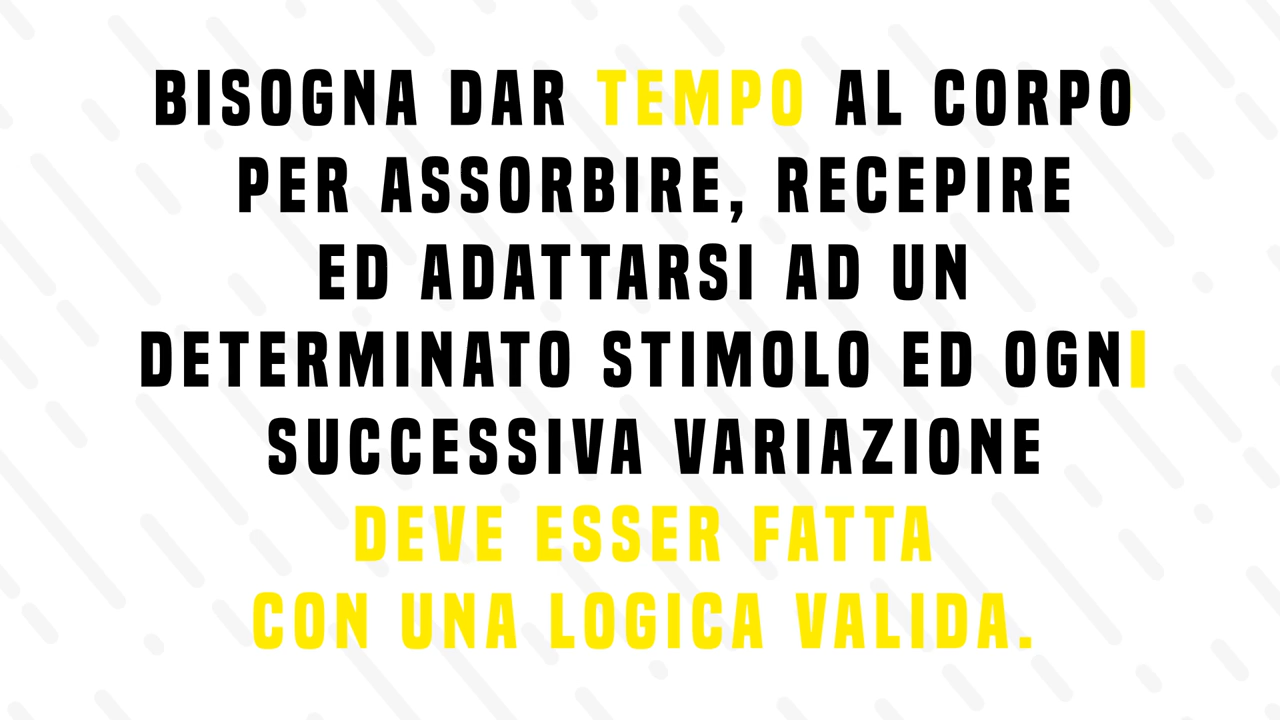 BISOGNA DAR TEMPO AL CORPO
PER ASSORBIRE, RECEPIRE
ED ADATTARSI AD UN
DETERMINATO STIMOLO ED OGNI
SUCCESSIVA VARIAZIONE
DEVE ESSER FATTA
CON UNA LOGICA VALIDA.